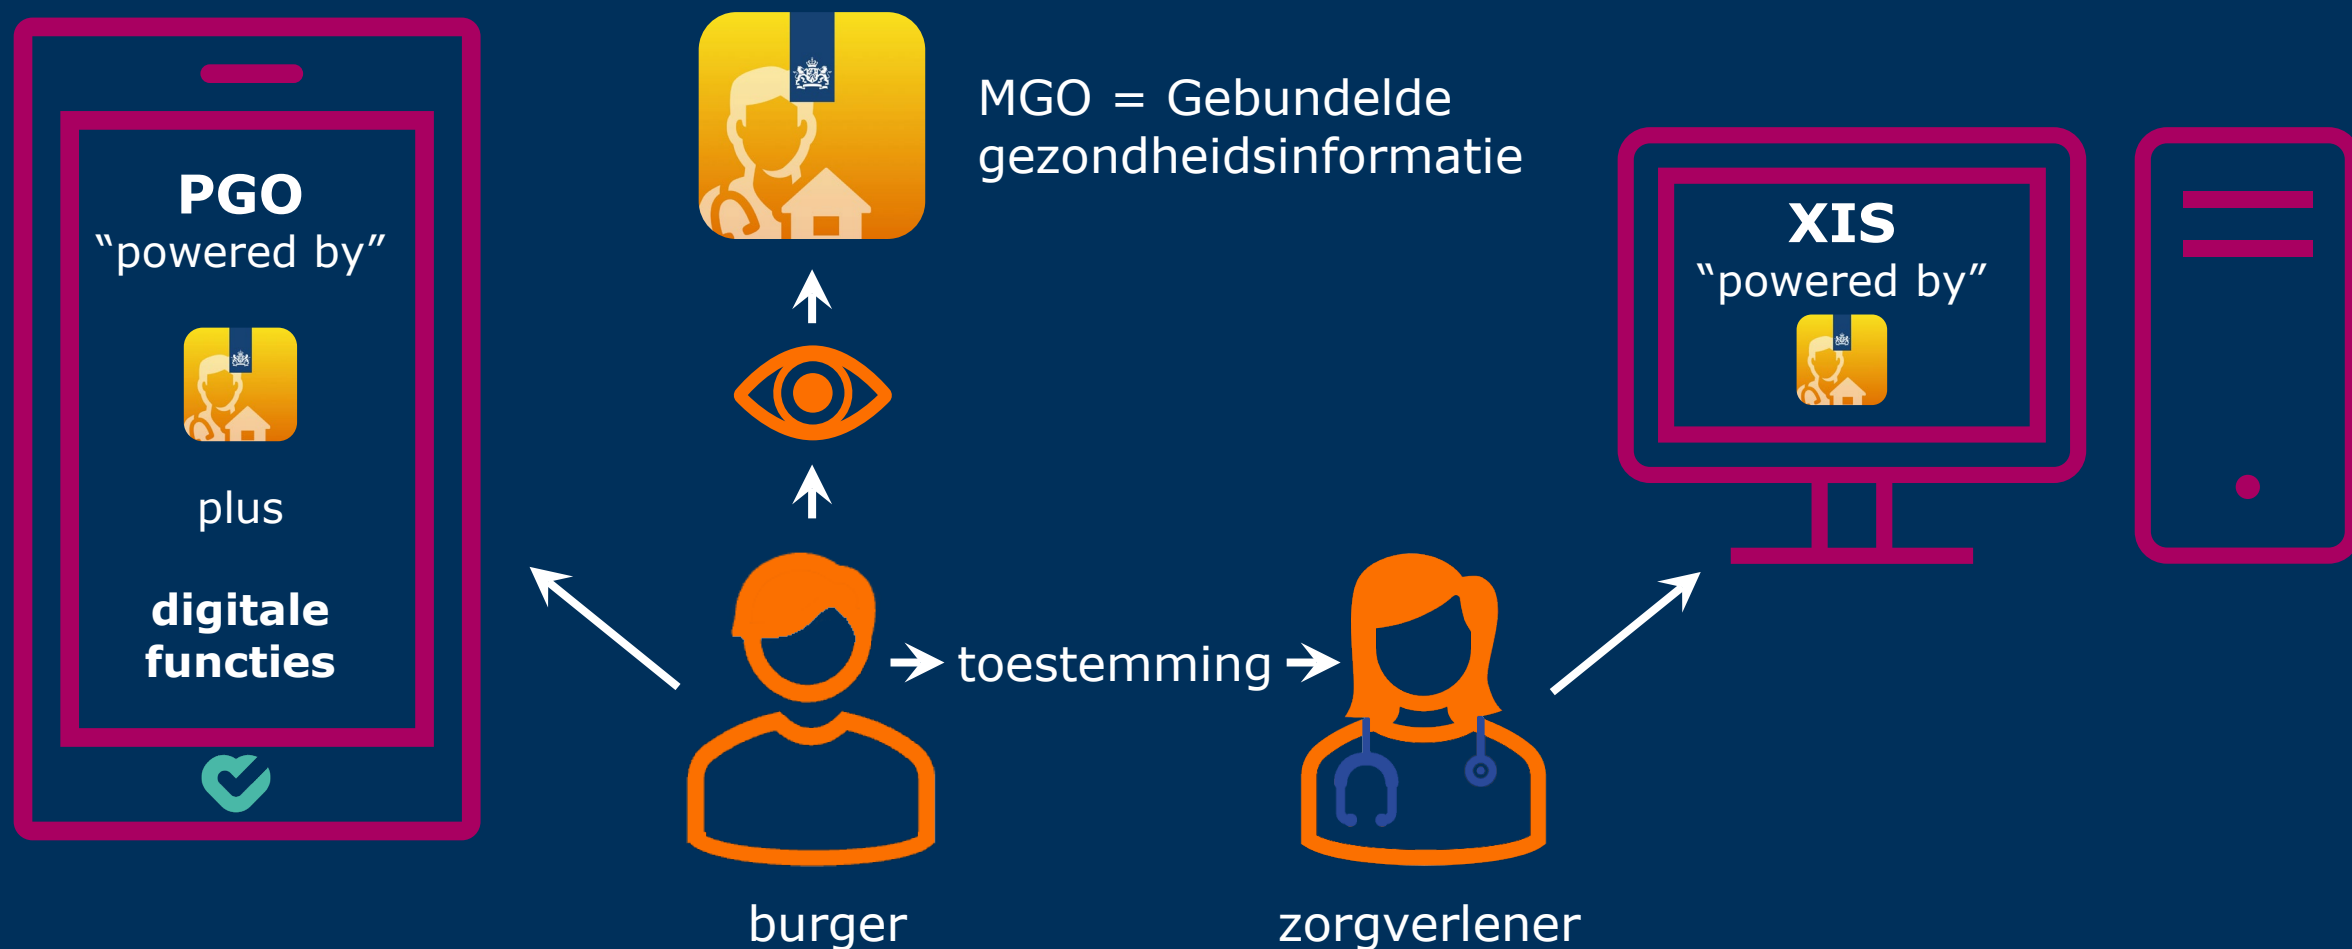 PGO
“powered by”
plus
digitale
functies
MGO = Gebundelde
gezondheidsinformatie
XIS
“powered by”
toestemming
burger
zorgverlener